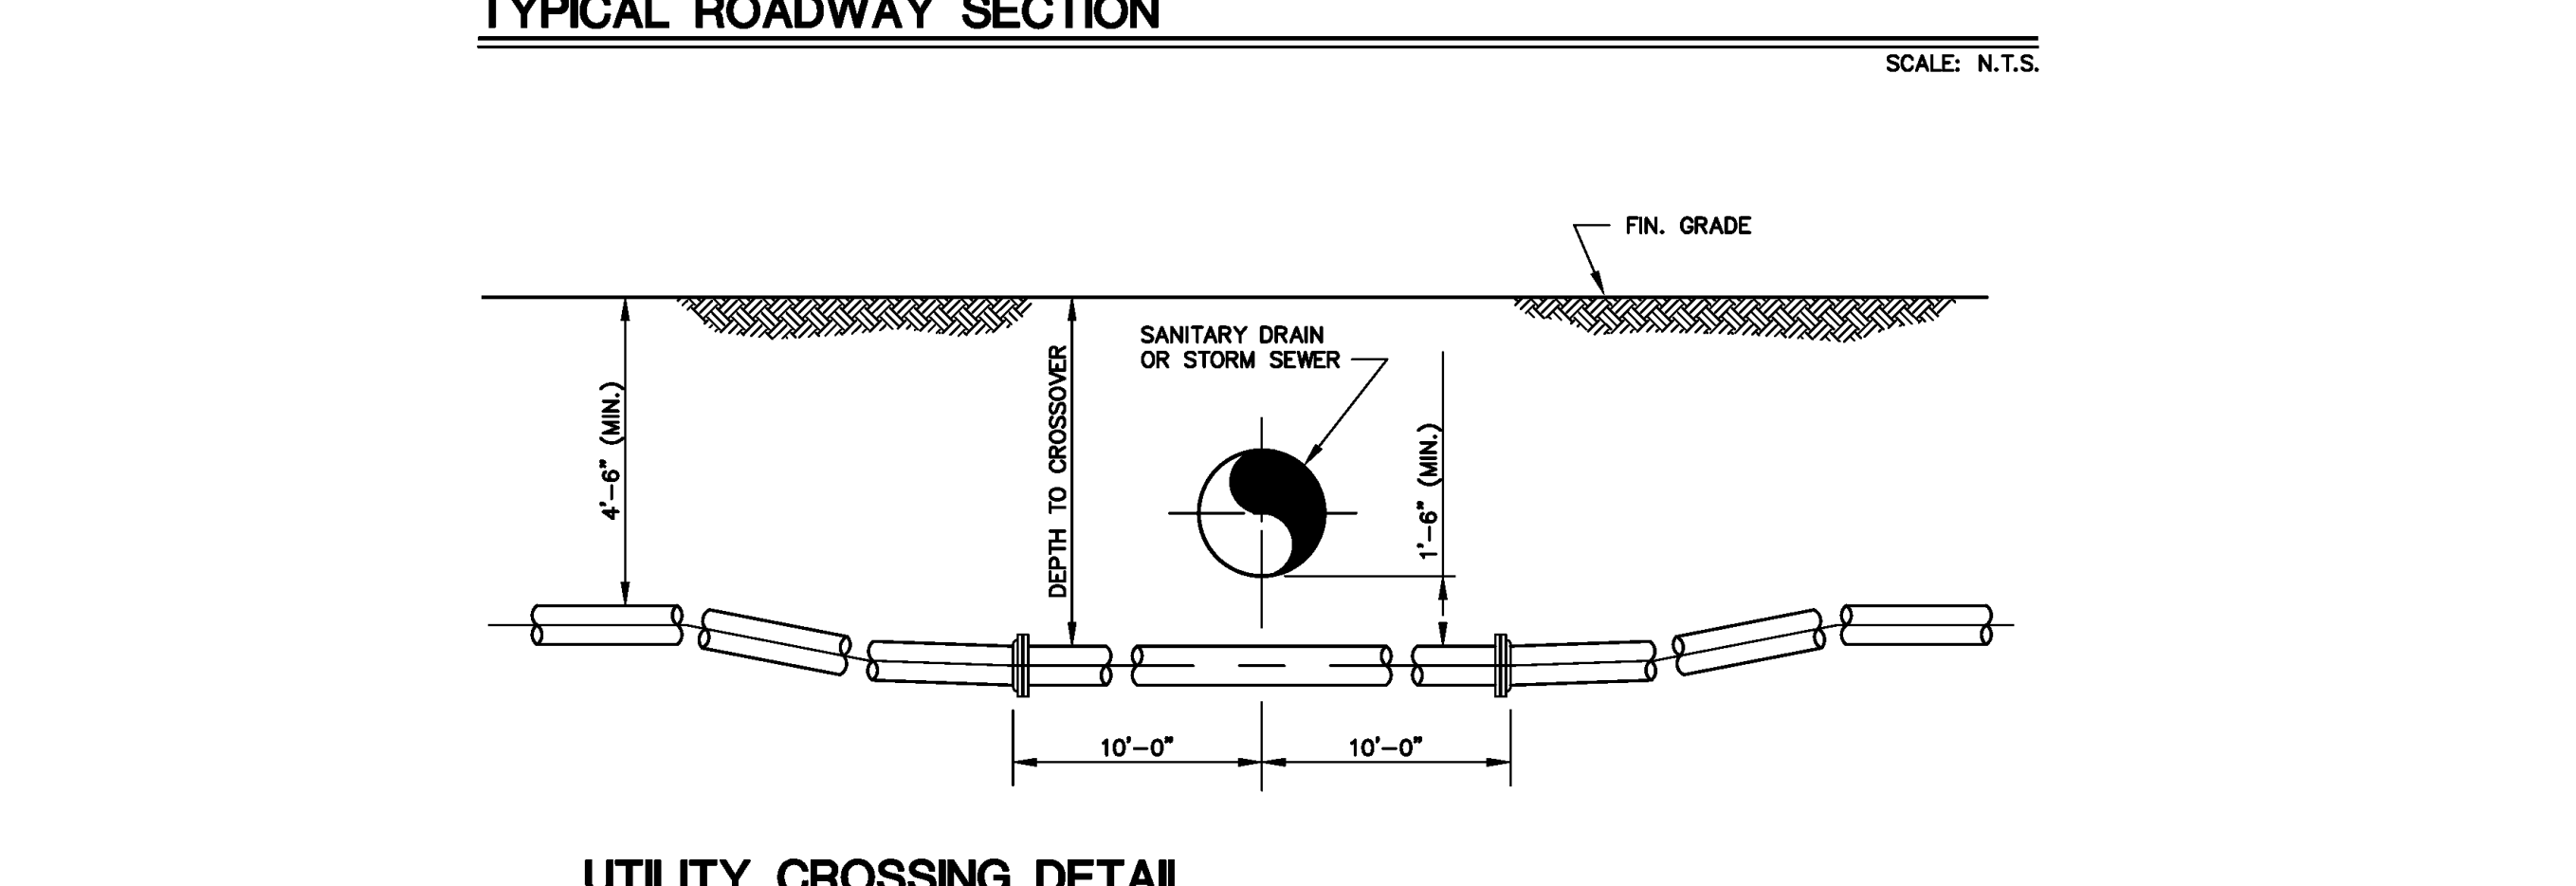 TYPICAL ROADWAY SECTION
SCALE: N.T.S.
FIN. GRADE
SANITARY DRAIN
OR STORM SEWER
4'-6" (MIN.)
DEPTH TO CROSSOVER
1'-6" (MIN.)
10'-0"
10'-0"
UTILITY CROSSING DETAIL